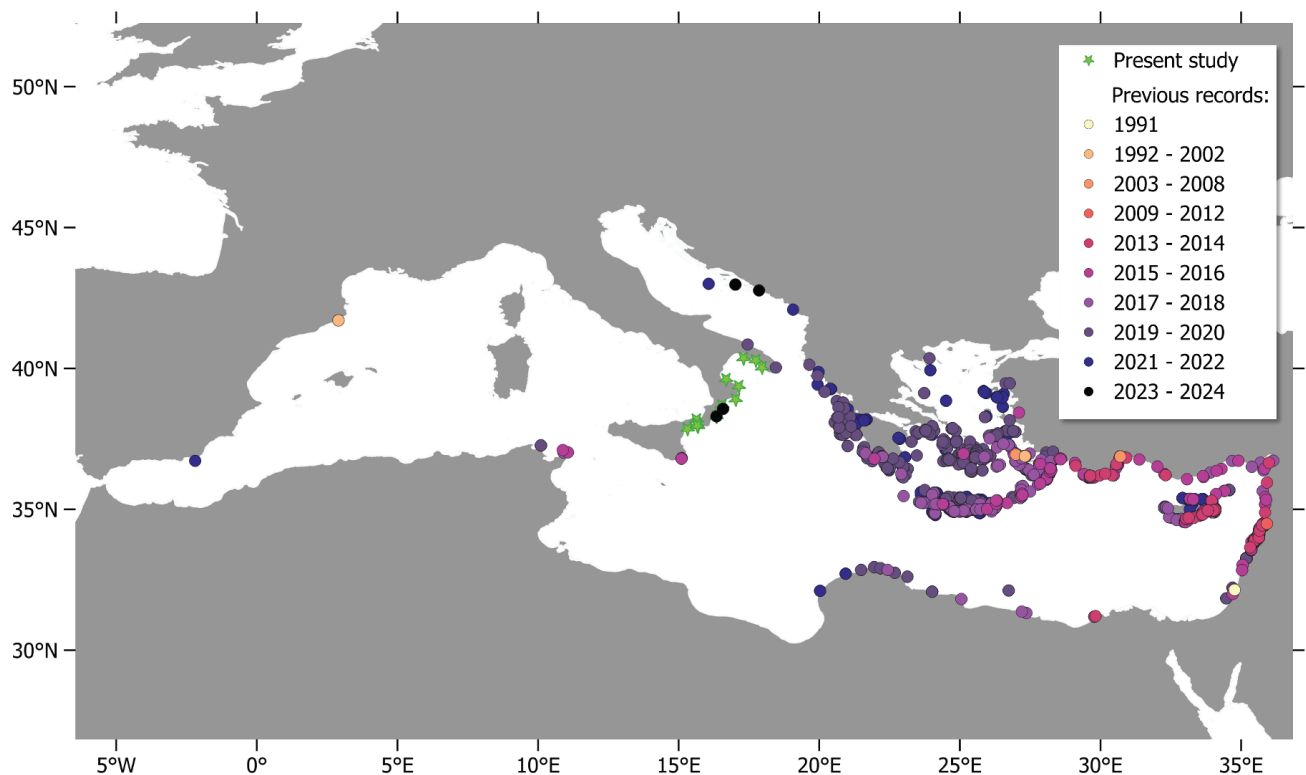 Present study
Previous records:
1991
1992 - 2002
2003 - 2008
2009 - 2012
2013 - 2014
2015 - 2016
2017 - 2018
2019 - 2020
2021 - 2022
2023 - 2024
50°N
45°N
40°N
35°N
30°N
5°W 0° 5°E 10°E 15°E 20°E 25°E 30°E 35°E